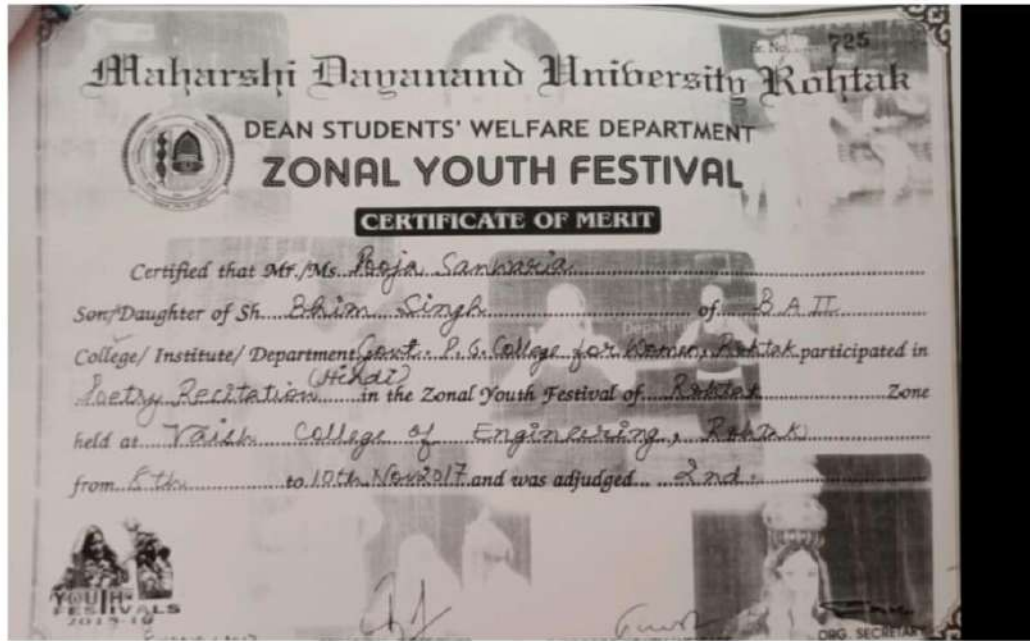 Sr. No. 725
Maharshi Dayanand University Rohtak
DEAN STUDENTS' WELFARE DEPARTMENT
ZONAL YOUTH FESTIVAL
CERTIFICATE OF MERIT
Certified that Mr./Ms. Pooja Sanwaria
Son/Daughter of Sh. Bhim Singh of B.A II
College/ Institute/ Department Govt. P.G. College for Women, Rohtak participated in
(Hindi)
Poetry Recitation in the Zonal Youth Festival of Rohtak Zone
held at Vaish College of Engineering, Rohtak
from 8th to 10th Nov 2017 and was adjudged 2nd.
YOUTH
FESTIVALS
ORG SECRETARY